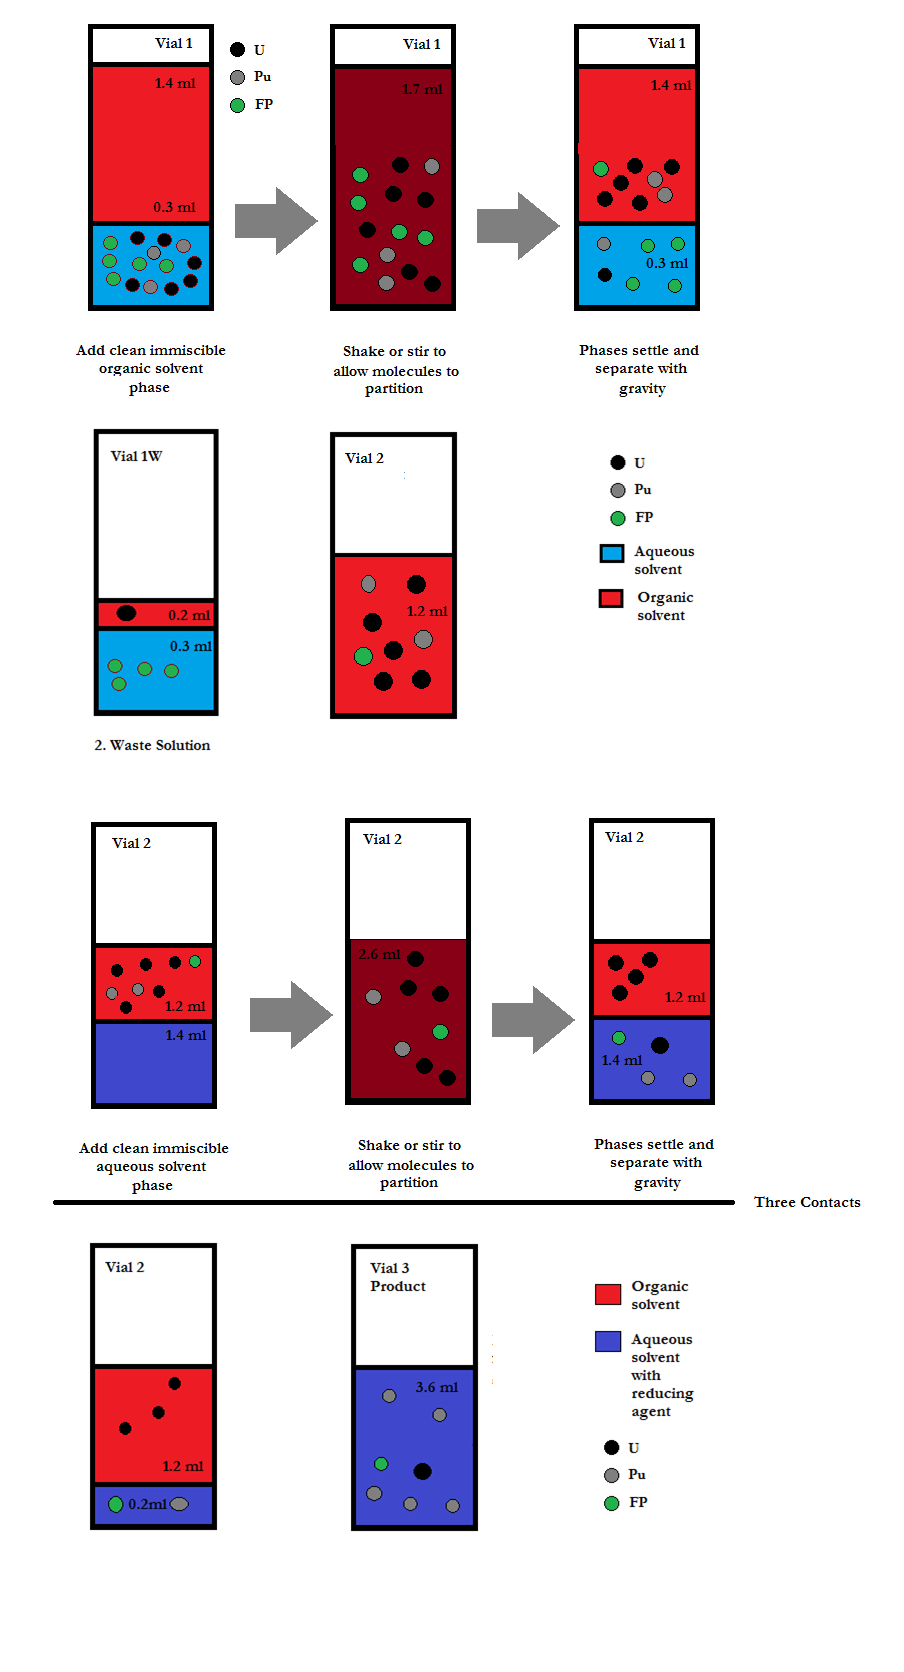 Vial 1
1.4 ml
0.3 ml
U
Pu
FP
Vial 1
1.7 ml
Vial 1
1.4 ml
0.3 ml
Add clean immiscible
organic solvent
phase
Shake or stir to
allow molecules to
partition
Phases settle and
separate with
gravity
Vial 1W
0.2 ml
0.3 ml
2. Waste Solution
Vial 2
1.2 ml
U
Pu
FP
Aqueous
solvent
Organic
solvent
Vial 2
1.2 ml
1.4 ml
Vial 2
2.6 ml
Vial 2
1.2 ml
1.4 ml
Add clean immiscible
aqueous solvent
phase
Shake or stir to
allow molecules to
partition
Phases settle and
separate with
gravity
Three Contacts
Vial 2
1.2 ml
0.2ml
Vial 3
Product
3.6 ml
Organic
solvent
Aqueous
solvent
with
reducing
agent
U
Pu
FP